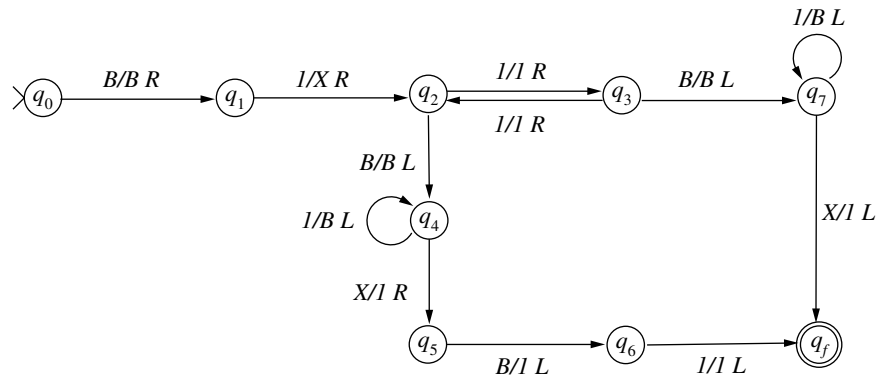 1/B L
q0 B/B R q1 1/X R q2 1/1 R q3 B/B L q7
1/1 R
B/B L
1/B L q4 X/1 L
X/1 R
q5 B/1 L q6 1/1 L qf